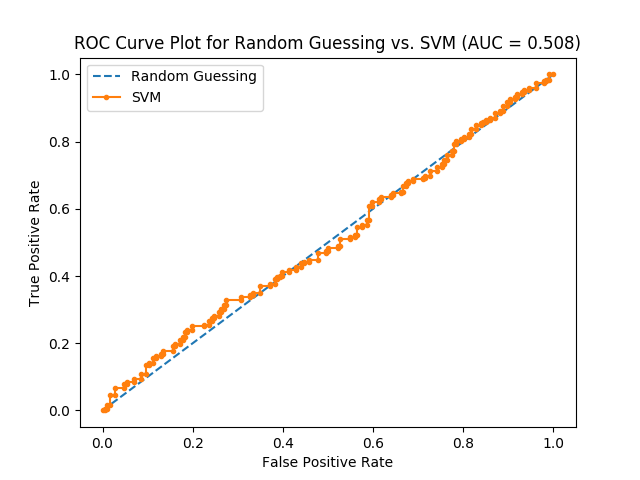 ROC Curve Plot for Random Guessing vs. SVM (AUC = 0.508)
Random Guessing
SVM
1.0
0.8
0.6
0.4
0.2
0.0
True Positive Rate
0.0 0.2 0.4 0.6 0.8 1.0
False Positive Rate